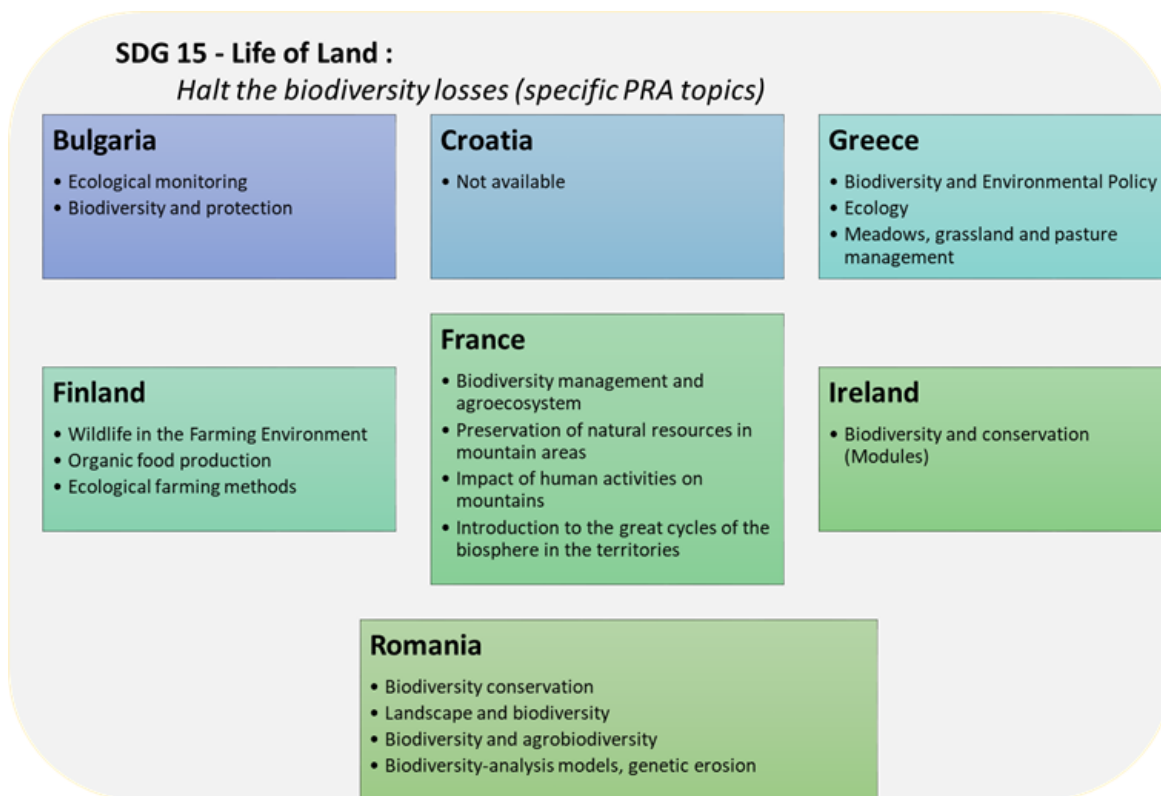 SDG 15 - Life of Land :
Halt the biodiversity losses (specific PRA topics)
Bulgaria
• Ecological monitoring
• Biodiversity and protection
Croatia
• Not available
Greece
• Biodiversity and Environmental Policy
• Ecology
• Meadows, grassland and pasture
management
Finland
• Wildlife in the Farming Environment
• Organic food production
• Ecological farming methods
France
• Biodiversity management and
agroecosystem
• Preservation of natural resources in
mountain areas
• Impact of human activities on
mountains
• Introduction to the great cycles of the
biosphere in the territories
Ireland
• Biodiversity and conservation
(Modules)
Romania
• Biodiversity conservation
• Landscape and biodiversity
• Biodiversity and agrobiodiversity
• Biodiversity-analysis models, genetic erosion